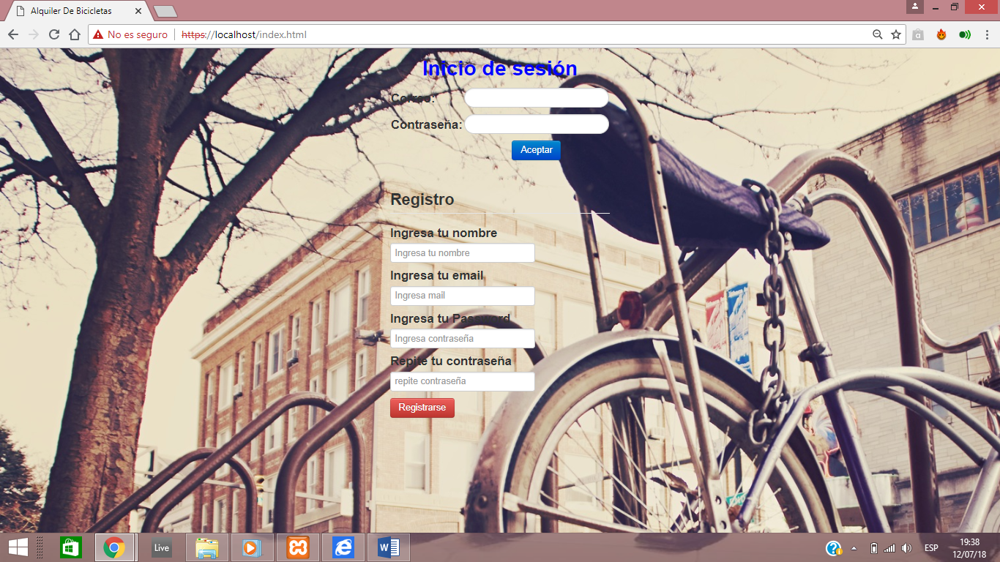 Alquiler De Bicicletas
No es seguro https://localhost/index.html
Inicio de sesión
Correo:
Contraseña:
Aceptar
Registro
Ingresa tu nombre
Ingresa tu nombre
Ingresa tu email
Ingresa mail
Ingresa tu Password
Ingresa contraseña
Repite tu contraseña
repite contraseña
Registrarse
Live
ESP
19:38
12/07/18